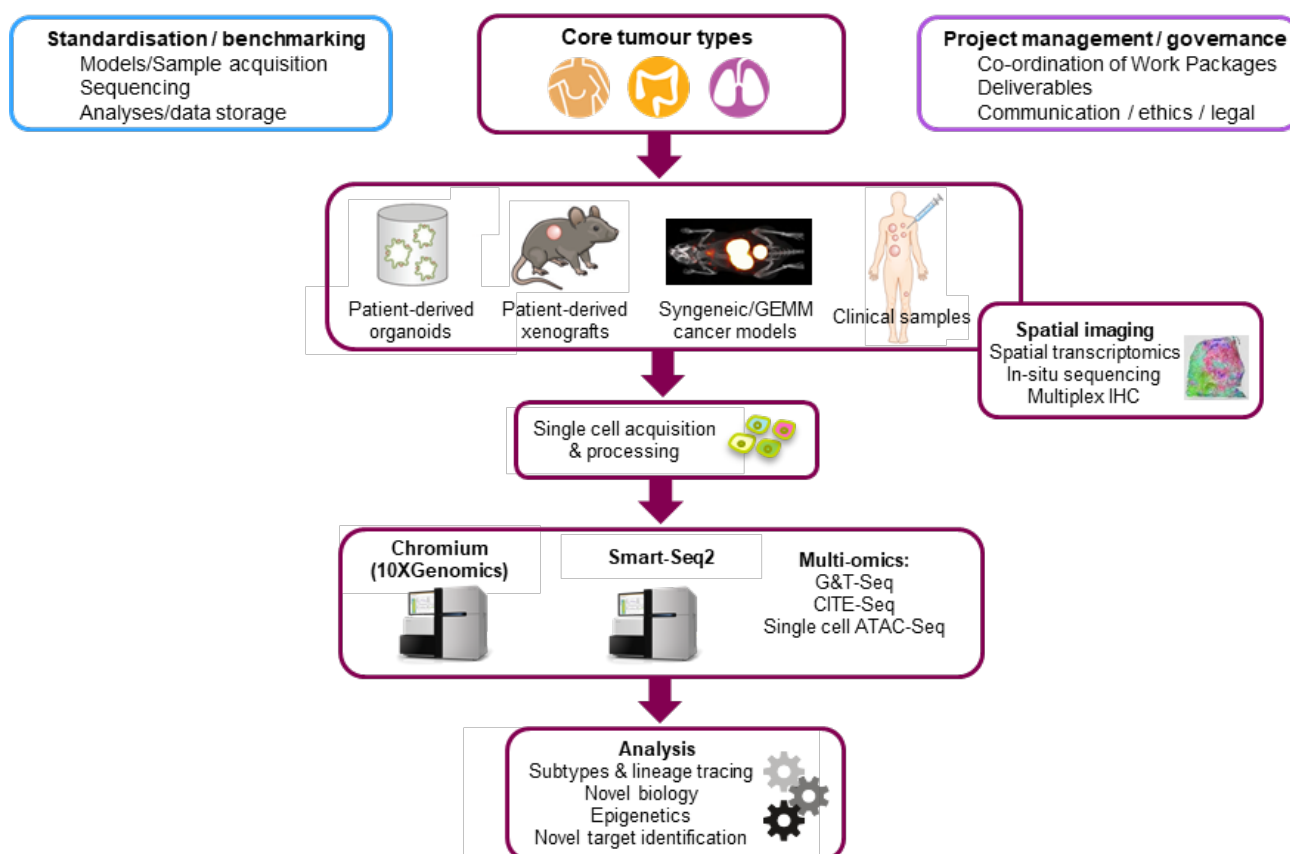 Standardisation / benchmarking
Models/Sample acquisition
Sequencing
Analyses/data storage
Core tumour types
Project management / governance
Co-ordination of Work Packages
Deliverables
Communication / ethics / legal
Patient-derived
organoids
Patient-derived
xenografts
Syngeneic/GEMM
cancer models
Clinical samples
Spatial imaging
Spatial transcriptomics
In-situ sequencing
Multiplex IHC
Single cell acquisition
& processing
Chromium
(10XGenomics)
Smart-Seq2
Multi-omics:
G&T-Seq
CITE-Seq
Single cell ATAC-Seq
Analysis
Subtypes & lineage tracing
Novel biology
Epigenetics
Novel target identification